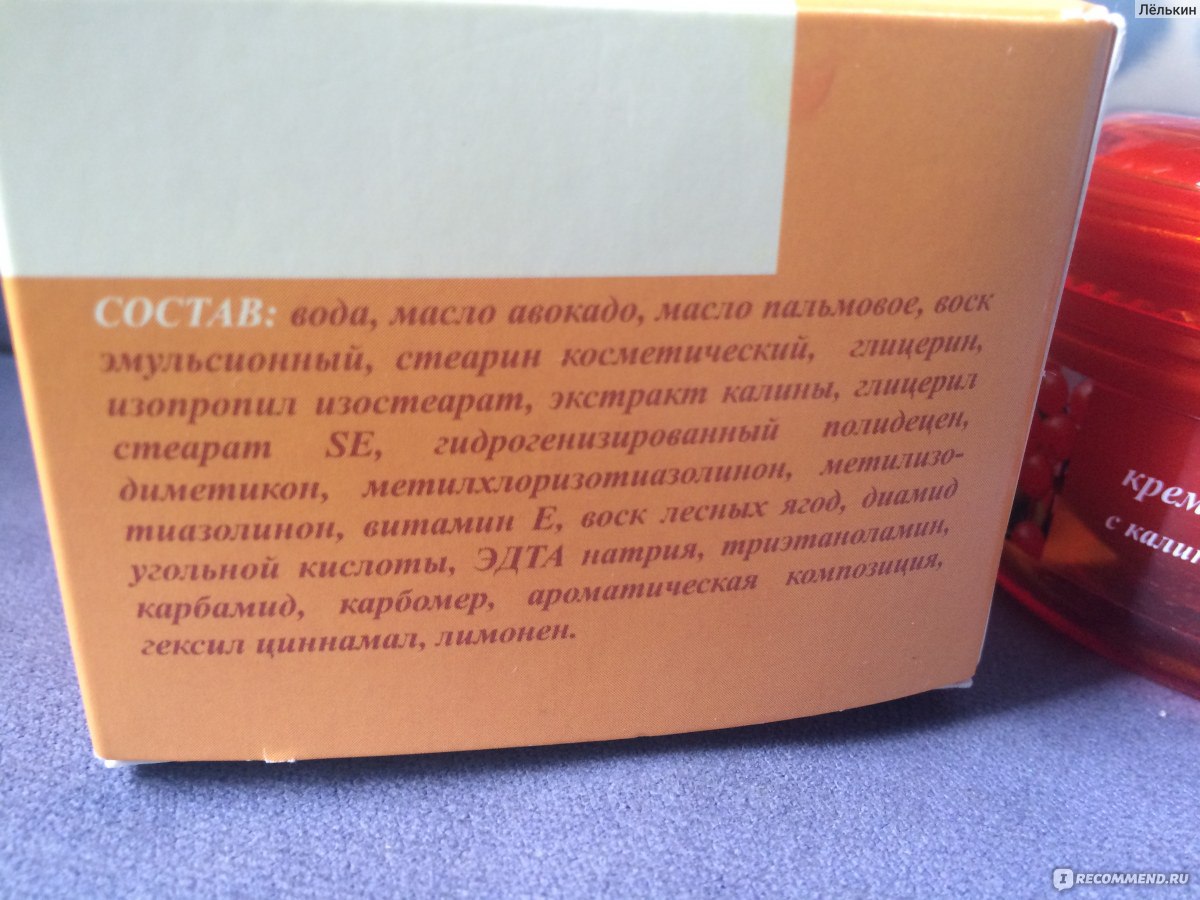 Лёлькин
СОСТАВ: вода, масло авокадо, масло пальмовое, воск
эмульсионный, стеарин косметический, глицерин,
изопропил изостеарат, экстракт калины, глицерил
стеарат SE, гидрогенизированный полидецен,
диметикон, метилхлоризотиазолинон, метилизо-
тиазолинон, витамин Е, воск лесных ягод, диамид
угольной кислоты, ЭДТА натрия, триэтаноламин,
карбамид, карбомер, ароматическая композиция,
гексил циннамал, лимонен.
крем
с кали
I RECOMMEND.RU